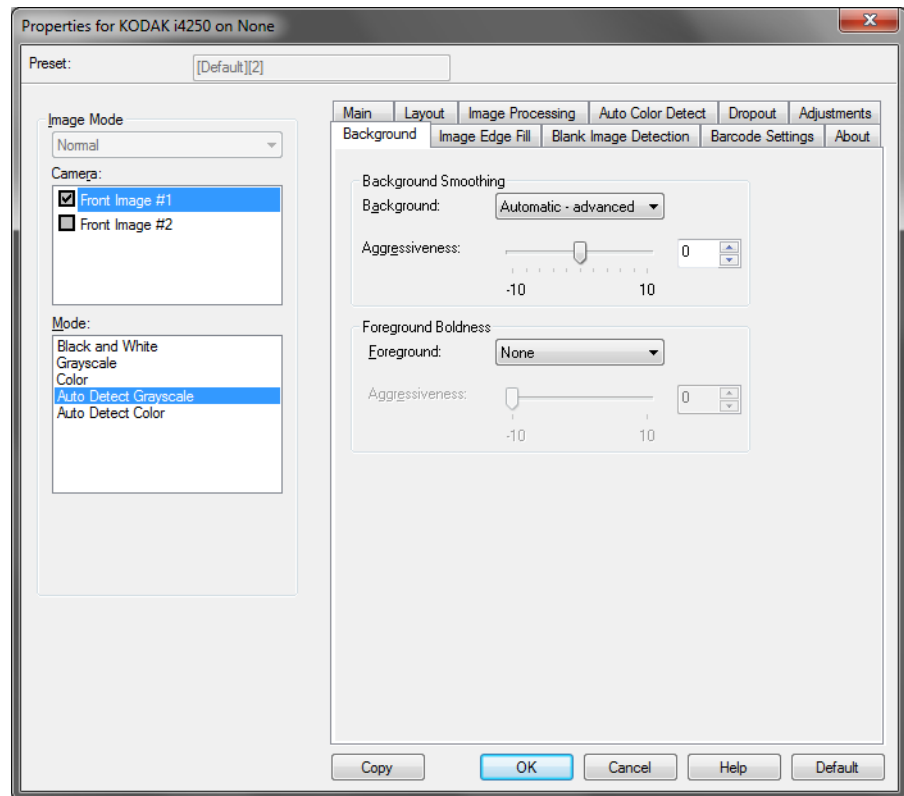 Properties for KODAK i4250 on None
Preset:
[Default][2]
Image Mode
Normal
Camera:
Front Image #1
Front Image #2
Mode:
Black and White
Grayscale
Color
Auto Detect Grayscale
Auto Detect Color
Main Layout Image Processing Auto Color Detect Dropout Adjustments
Background Image Edge Fill Blank Image Detection Barcode Settings About
Background Smoothing
Background: Automatic - advanced
Aggressiveness: 0
-10 10
Foreground Boldness
Foreground: None
Aggressiveness: 0
-10 10
Copy OK Cancel Help Default